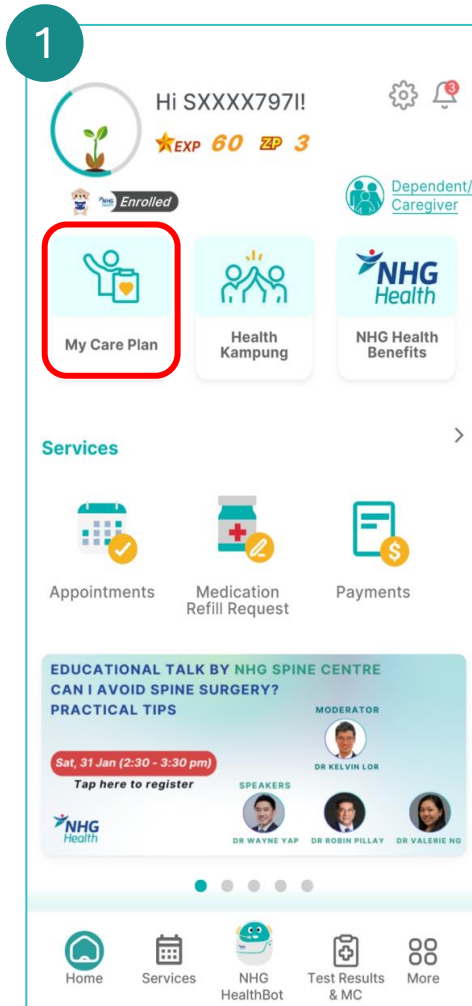 1
Hi SXXXX797I!
3
EXP 60 ZP 3
Enrolled
Dependent/
Caregiver
My Care Plan
Health
Kampung
NHG
Health
NHG Health
Benefits
Services
Appointments
Medication
Refill Request
Payments
EDUCATIONAL TALK BY NHG SPINE CENTRE
CAN I AVOID SPINE SURGERY?
PRACTICAL TIPS
MODERATOR
DR KELVIN LOR
Sat, 31 Jan (2:30 - 3:30 pm)
Tap here to register
SPEAKERS
NHG
Health
DR WAYNE YAP
DR ROBIN PILLAY
DR VALERIE NG
Home
Services
NHG
HealthBot
Test Results
& MC
More